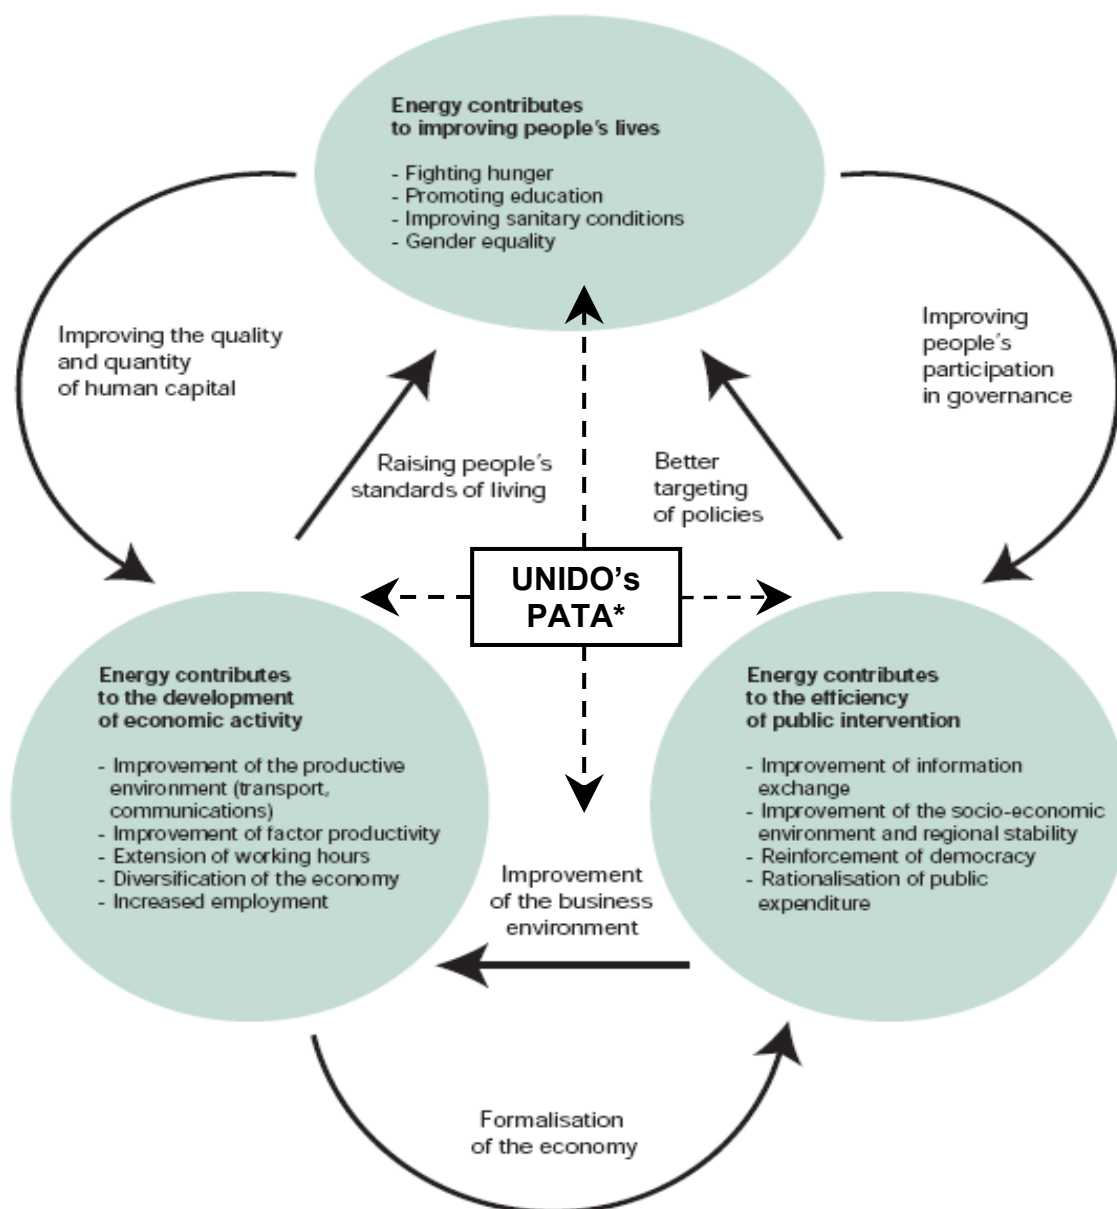 Energy contributes
to improving people's lives
- Fighting hunger
- Promoting education
- Improving sanitary conditions
- Gender equality
Improving the quality
and quantity
of human capital
Improving
people's
participation
in governance
Raising people's
standards of living
Better
targeting
of policies
UNIDO's
PATA*
Energy contributes
to the development
of economic activity
- Improvement of the productive
environment (transport,
communications)
- Improvement of factor productivity
- Extension of working hours
- Diversification of the economy
- Increased employment
Energy contributes
to the efficiency
of public intervention
- Improvement of information
exchange
- Improvement of the socio-economic
environment and regional stability
- Reinforcement of democracy
- Rationalisation of public
expenditure
Improvement
of the business
environment
Formalisation
of the economy